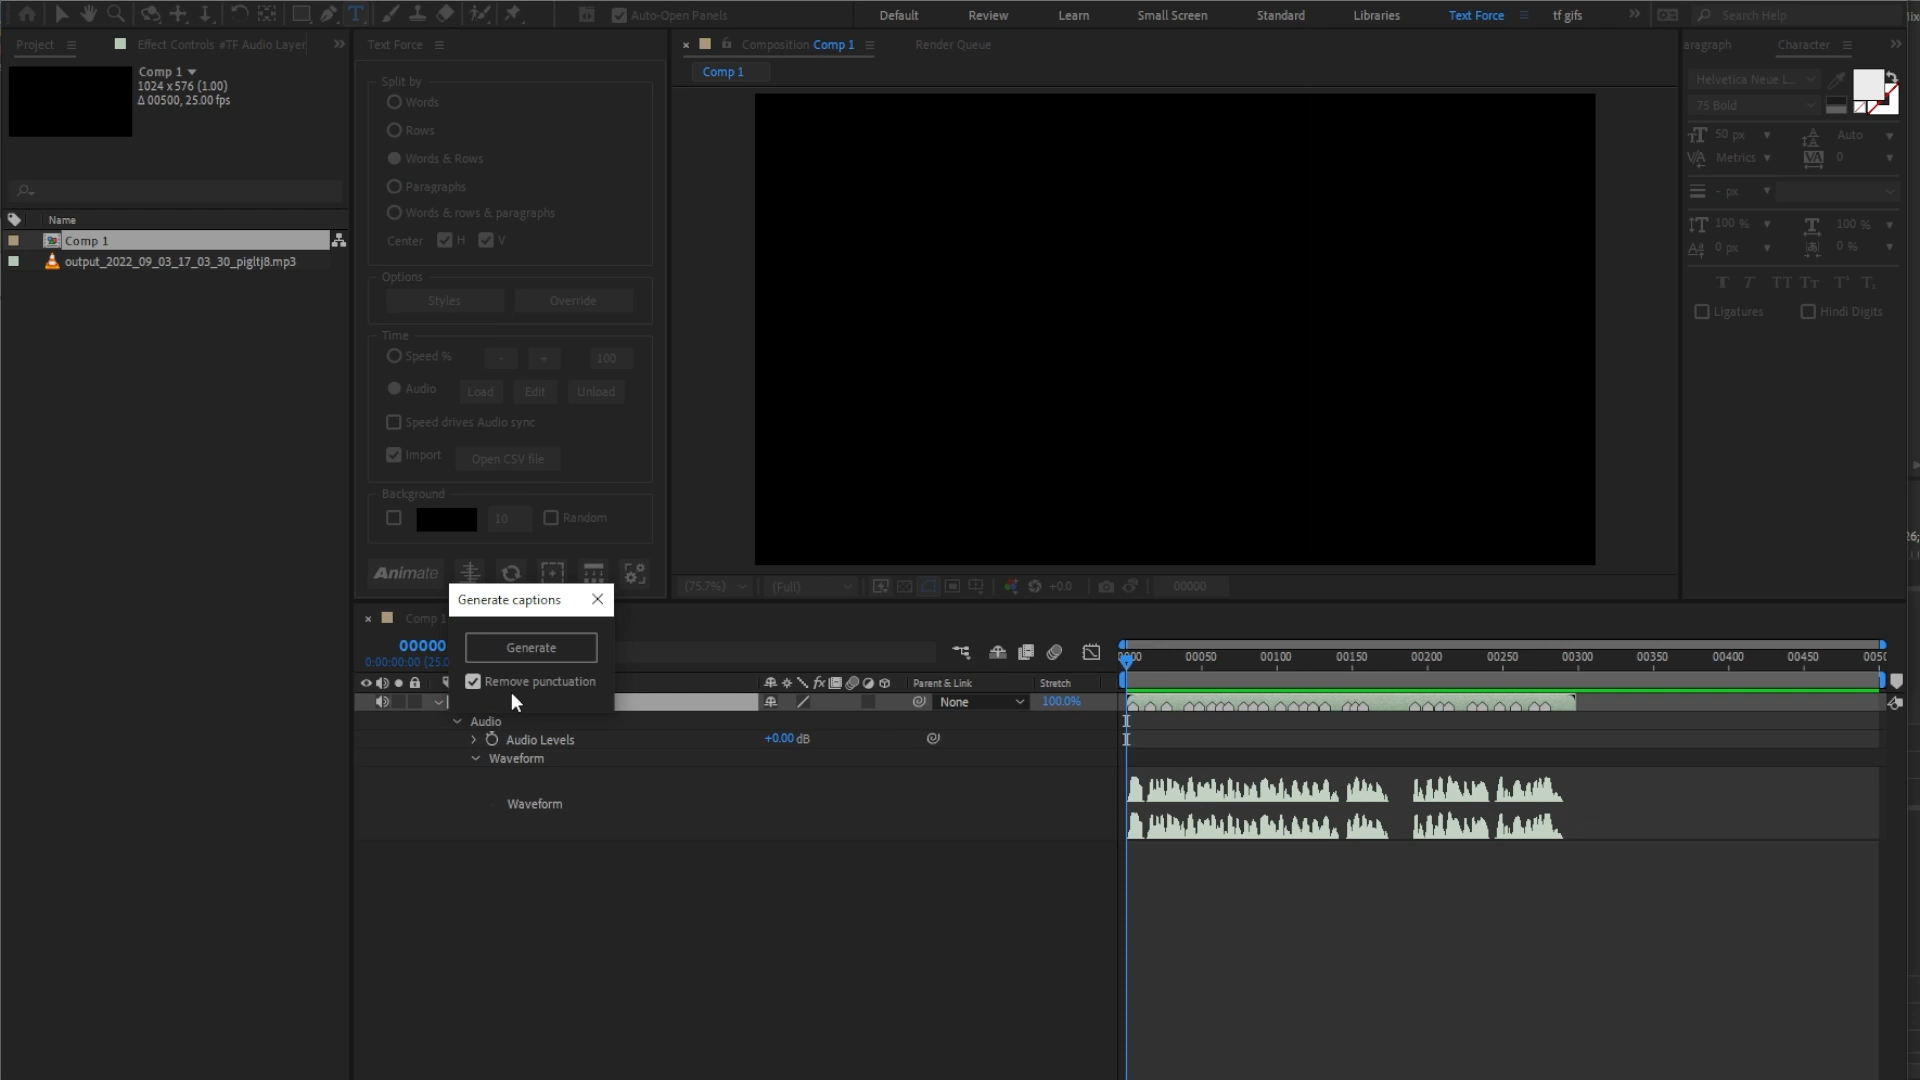 Auto-Open Panels
Default
Review
Learn
Small Screen
Standard
Libraries
Text Force
tf gifs
Search Help
Project
Effect Controls #TF Audio Layer
Comp 1
1024 x 576 (1.00)
Δ 00500, 25.00 fps
Name
Comp 1
output_2022_09_03_17_03_30_pigltj8.mp3
Text Force
Split by
Words
Rows
Words & Rows
Paragraphs
Words & rows & paragraphs
Center H V
Options
Styles Override
Time
Speed % - + 100
Audio Load Edit Unload
Speed drives Audio sync
Import Open CSV file
Background
10 Random
Animate
Composition Comp 1
Render Queue
Comp 1
(75.7%) (Full) +0.0 00000
aragraph Character
Helvetica Neue L...
75 Bold
50 px Auto
Metrics 0
- px
100 % 100 %
0 px 0 %
Ligatures Hindi Digits
Generate captions
Generate
Remove punctuation
Comp 1
00000
0:00:00:00 (25.0
Parent & Link Stretch
None 100.0%
Audio
Audio Levels +0.00 dB
Waveform
Waveform
0000 00050 00100 00150 00200 00250 00300 00350 00400 00450 0050